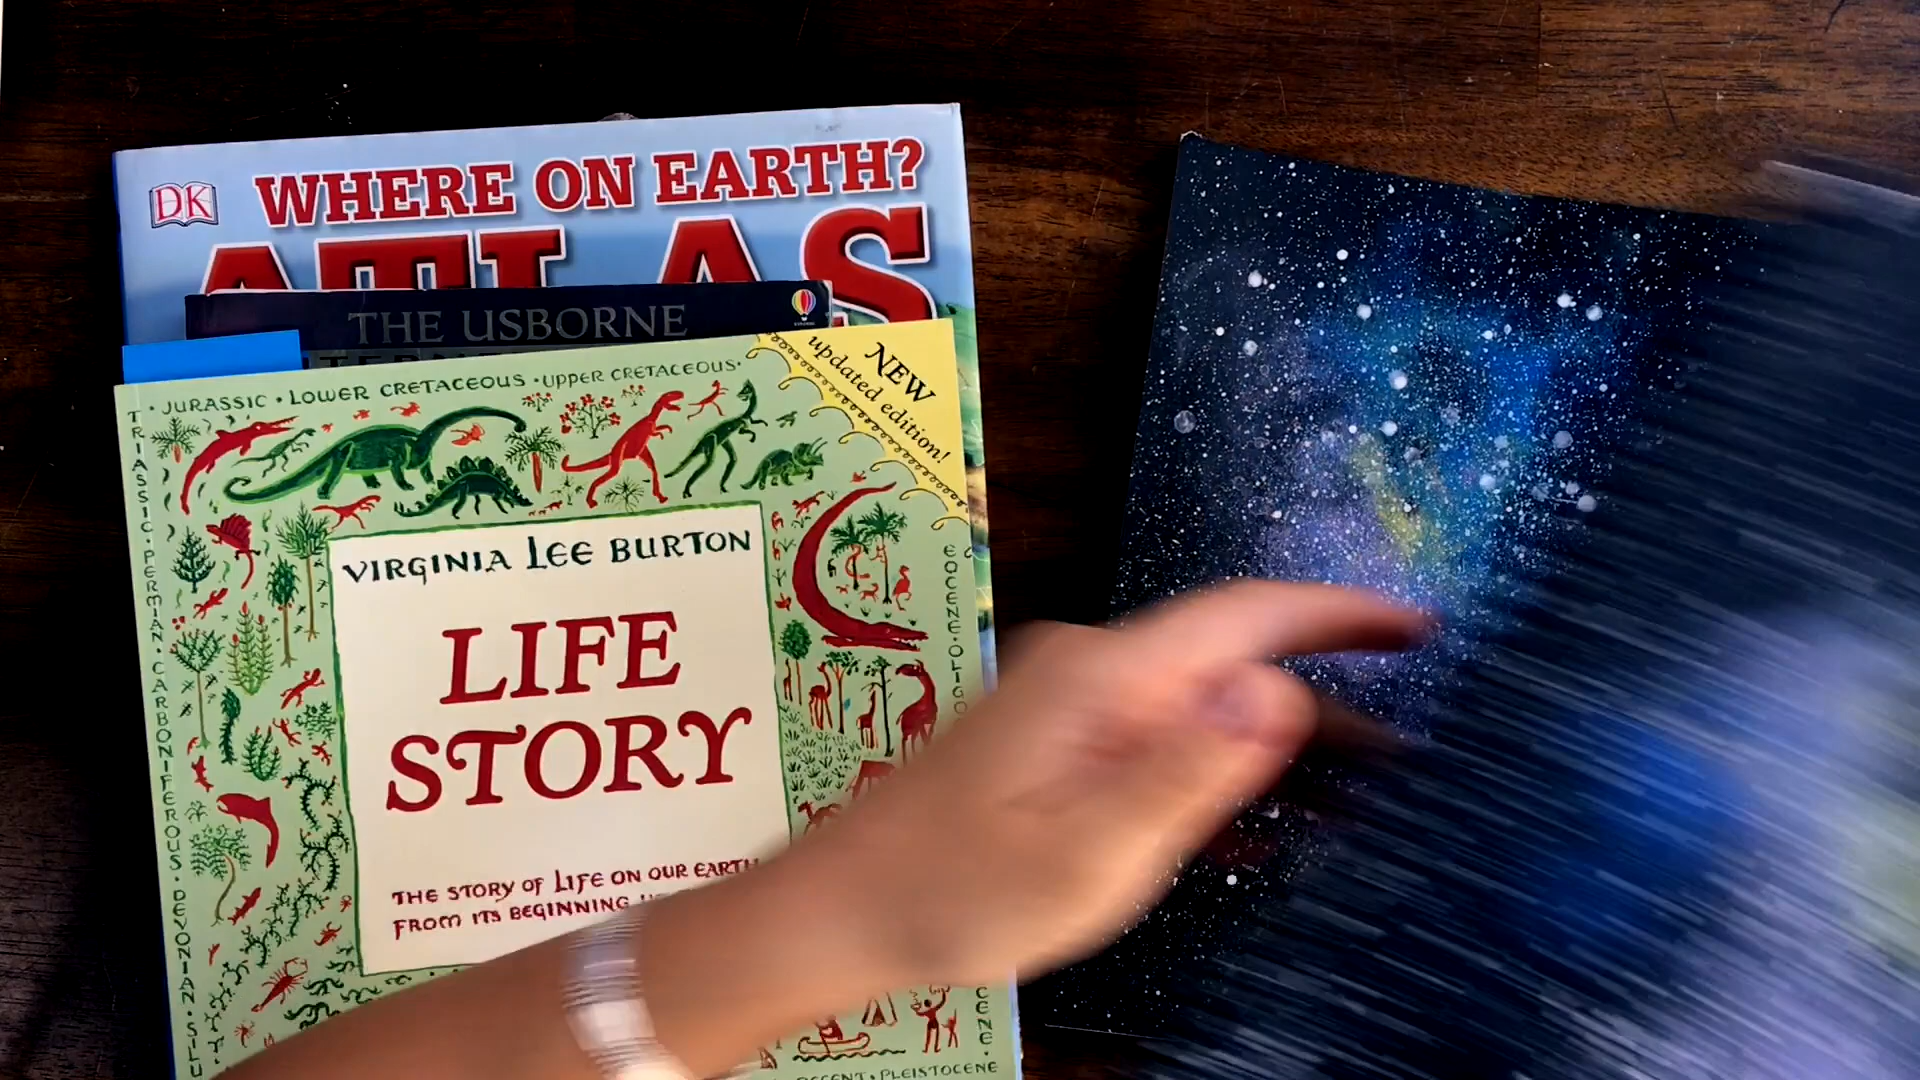 DK
WHERE ON EARTH?
ATLAS
THE USBORNE
T • JURASSIC • LOWER CRETACEOUS • UPPER CRETACEOUS •
NEW
updated edition!
TRIASSIC • PERMIAN • CARBONIFEROUS • DEVONIAN • SILU
VIRGINIA LEE BURTON
LIFE
STORY
THE STORY OF LIFE ON OUR EARTH
FROM ITS BEGINNING
EOCENE • OLIGO
CENE •
PLEISTOCENE